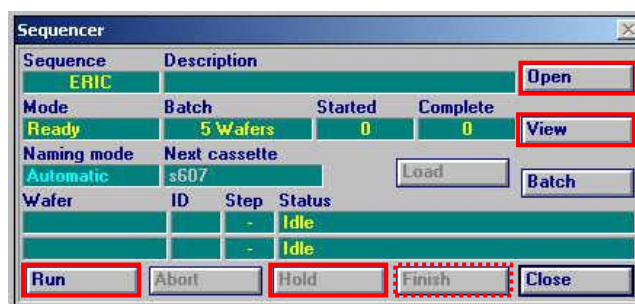 Sequencer
Sequence Description
ERIC Open
Mode Batch Started Complete
Ready 5 Wafers 0 0 View
Naming mode Next cassette
Automatic s607 Load Batch
Wafer ID Step Status
- Idle
- Idle
Run Abort Hold Finish Close